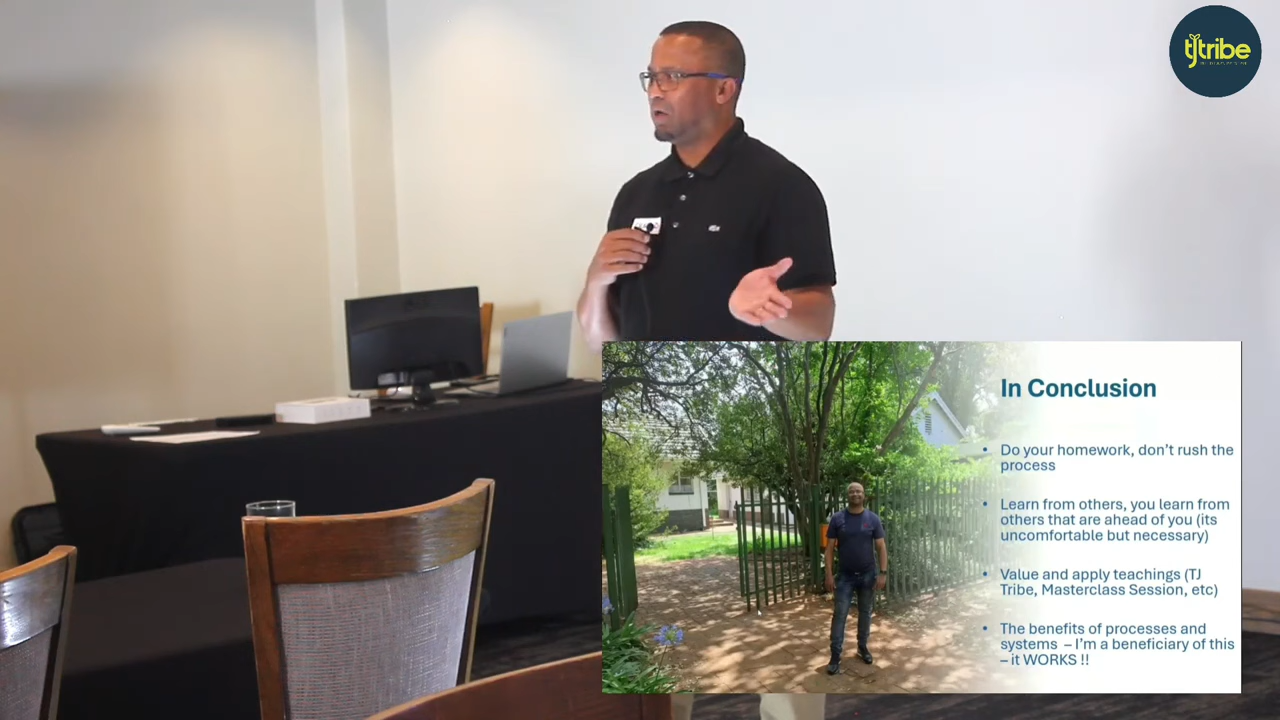 tjtribe
In Conclusion
• Do your homework, don't rush the
process
• Learn from others, you learn from
others that are ahead of you (its
uncomfortable but necessary)
• Value and apply teachings (TJ
Tribe, Masterclass Session, etc)
• The benefits of processes and
systems – I'm a beneficiary of this
– it WORKS !!